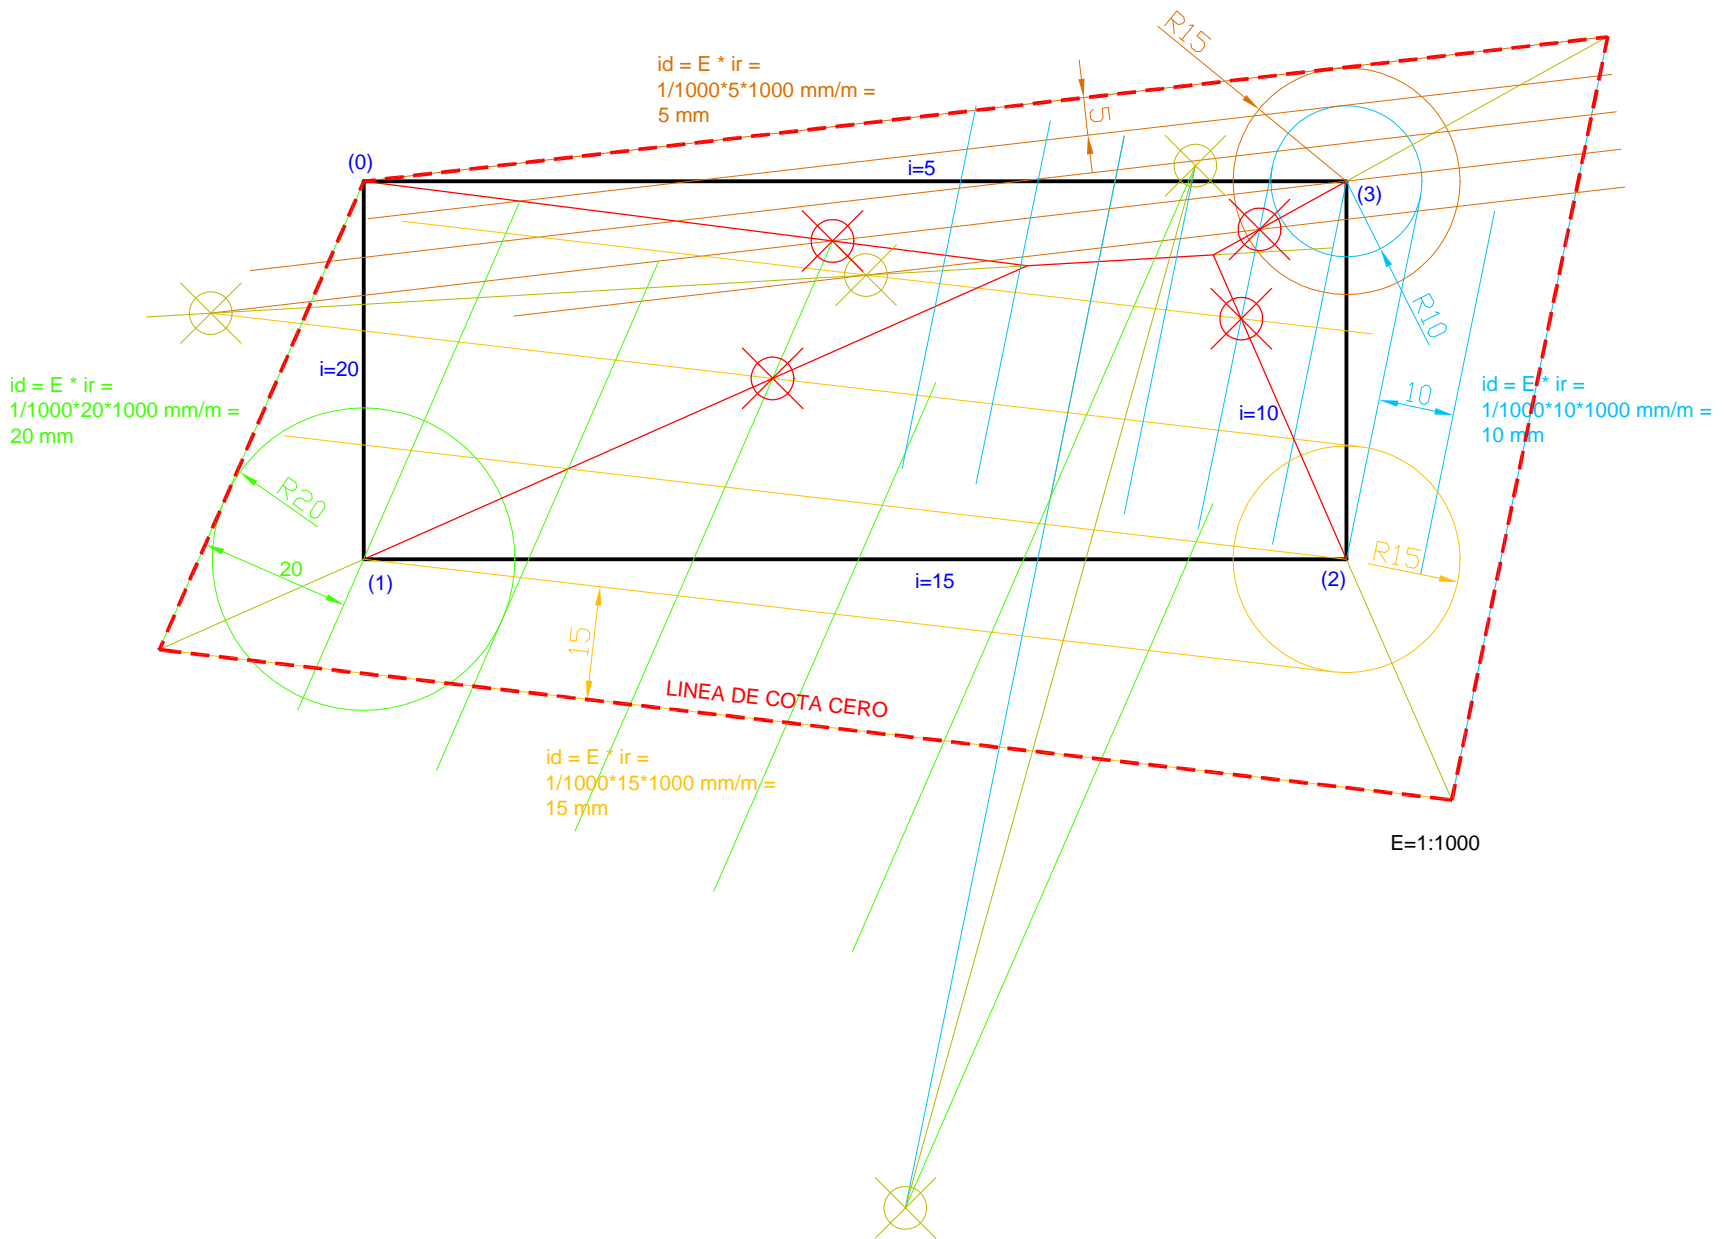 R15
id = E * ir =
1/1000*5*1000 mm/m =
5 mm
5
(0)
i=5
(3)
R10
i=20
id = E * ir =
1/1000*20*1000 mm/m =
20 mm
10
id = E * ir =
1/1000*10*1000 mm/m =
10 mm
i=10
R20
20
R15
(1)
i=15
(2)
15
LINEA DE COTA CERO
id = E * ir =
1/1000*15*1000 mm/m =
15 mm
E=1:1000